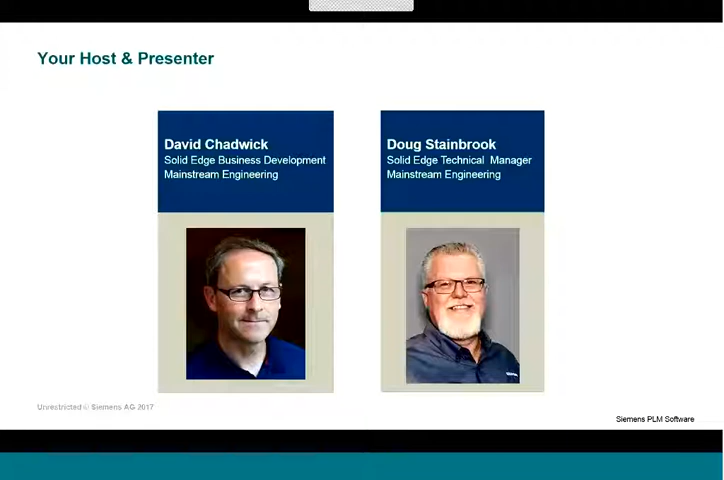 Your Host & Presenter
David Chadwick
Solid Edge Business Development
Mainstream Engineering
Doug Stainbrook
Solid Edge Technical Manager
Mainstream Engineering
Unrestricted © Siemens AG 2017
Siemens PLM Software